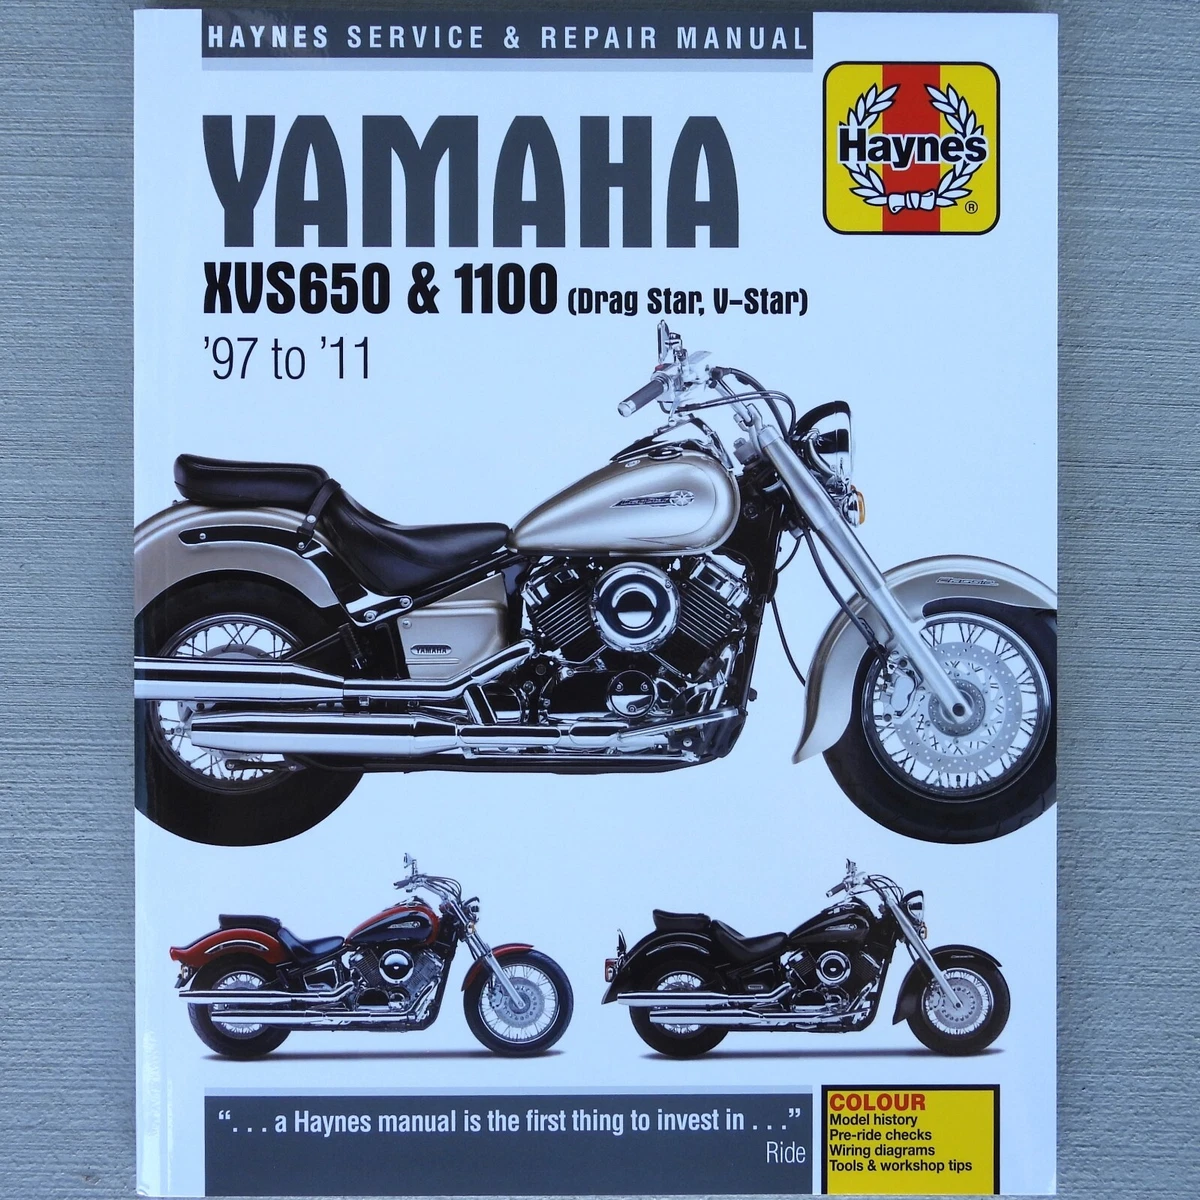 HAYNES SERVICE & REPAIR MANUAL
Haynes
®
YAMAHA
XVS650 & 1100 (Drag Star, V-Star)
'97 to '11
YAMAHA
“. . . a Haynes manual is the first thing to invest in . . .”
Ride
COLOUR
Model history
Pre-ride checks
Wiring diagrams
Tools & workshop tips